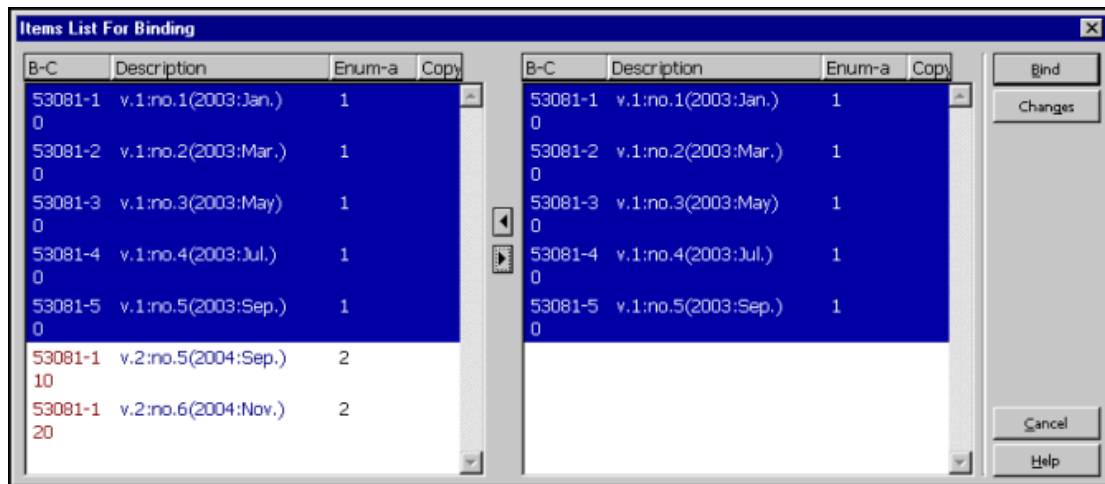 Items List For Binding
B-C Description Enum-a Copy B-C Description Enum-a Copy Bind
53081-1 v.1:no.1(2003:Jan.) 1 53081-1 v.1:no.1(2003:Jan.) 1 Changes
0 0
53081-2 v.1:no.2(2003:Mar.) 1 53081-2 v.1:no.2(2003:Mar.) 1
0 0
53081-3 v.1:no.3(2003:May) 1 53081-3 v.1:no.3(2003:May) 1
0 0
53081-4 v.1:no.4(2003:Jul.) 1 53081-4 v.1:no.4(2003:Jul.) 1
0 0
53081-5 v.1:no.5(2003:Sep.) 1 53081-5 v.1:no.5(2003:Sep.) 1
0 0
53081-1 v.2:no.5(2004:Sep.) 2
10
53081-1 v.2:no.6(2004:Nov.) 2
20
Cancel
Help